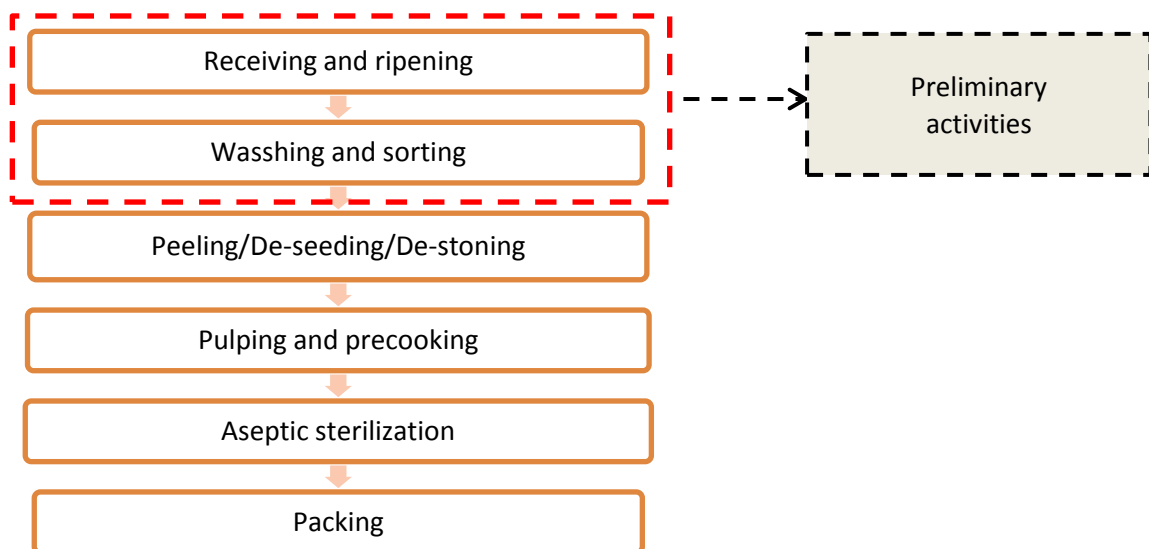 Receiving and ripening
Preliminary
activities
Wasshing and sorting
Peeling/De-seeding/De-stoning
Pulping and precooking
Aseptic sterilization
Packing